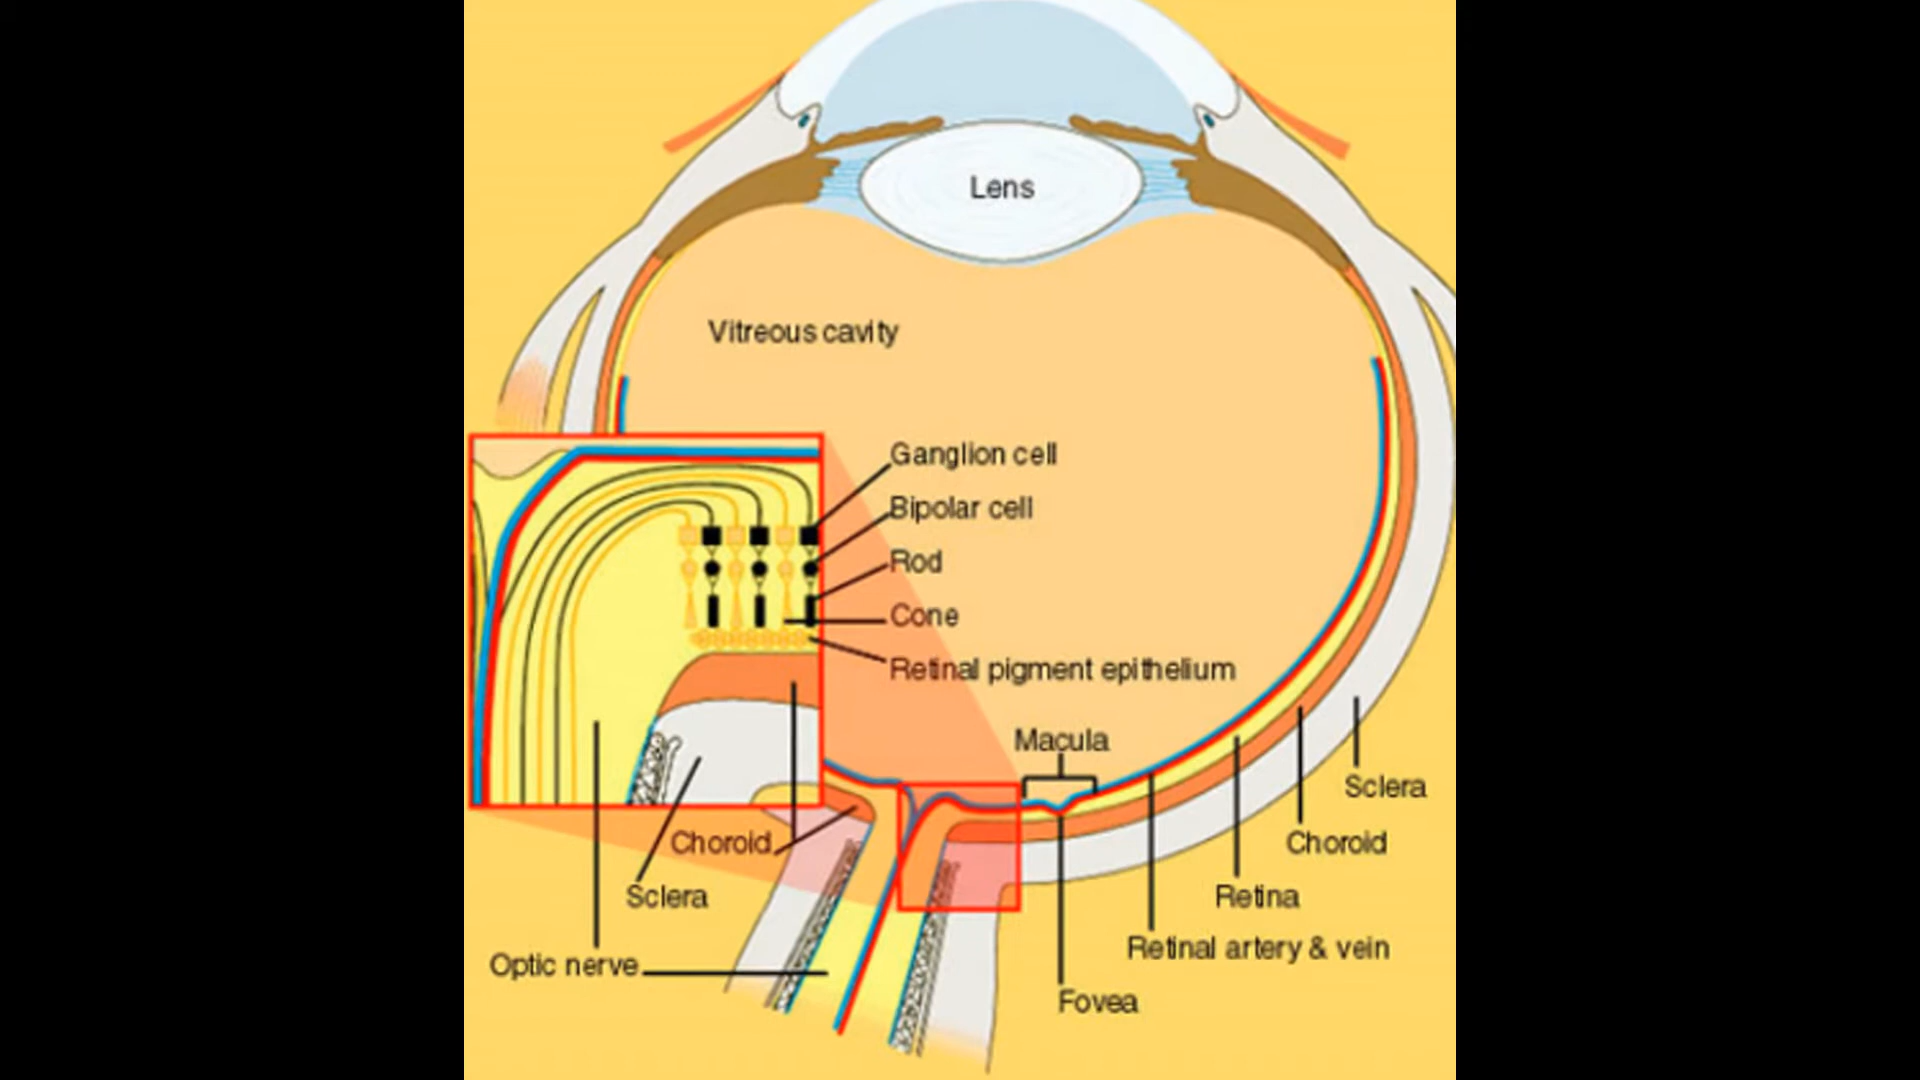 Lens
Vitreous cavity
Ganglion cell
Bipolar cell
Rod
Cone
Retinal pigment epithelium
Macula
Sclera
Choroid
Choroid
Sclera
Retina
Retinal artery & vein
Optic nerve
Fovea